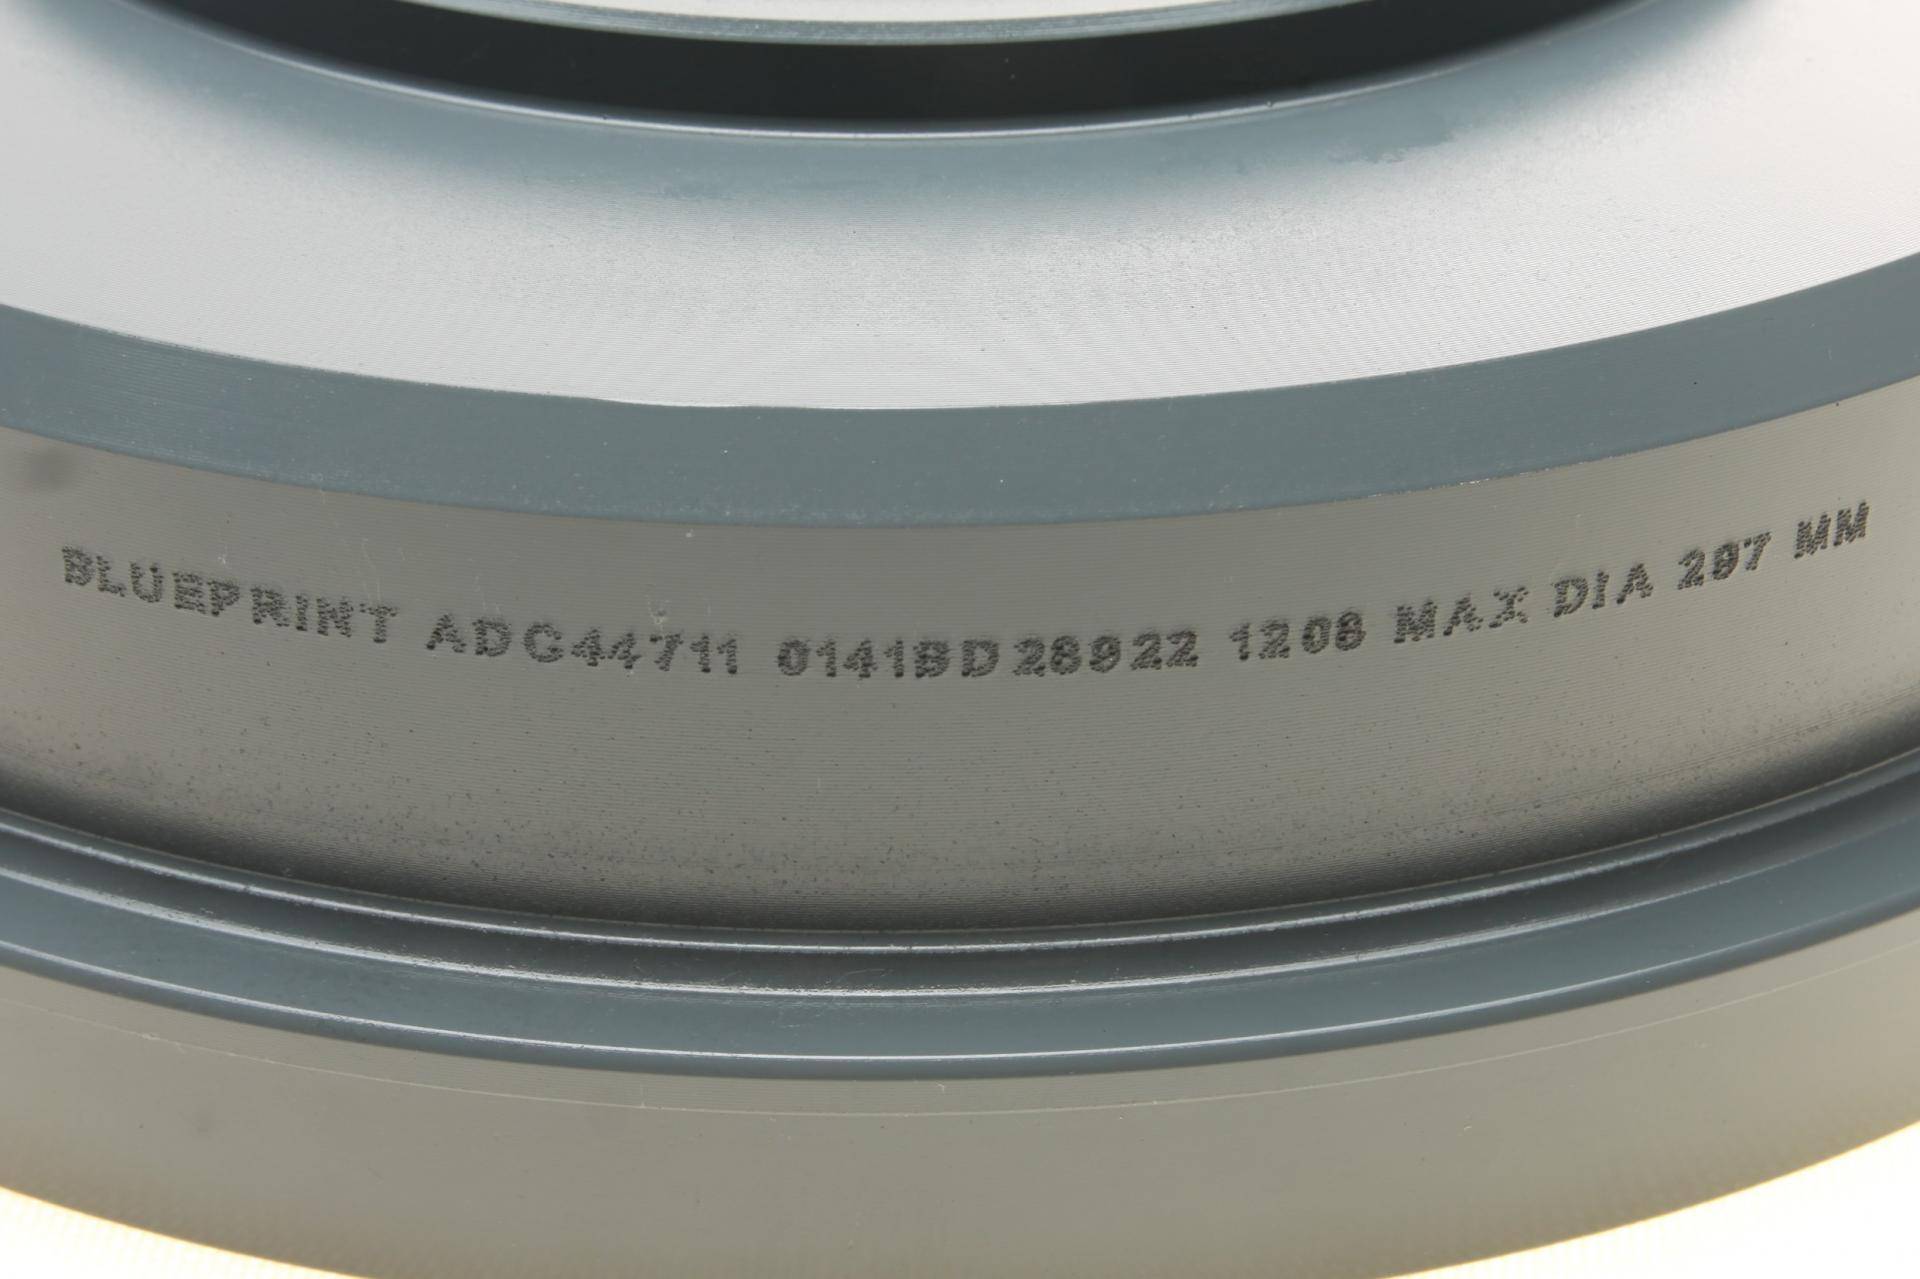 BLUEPRINT ADC44711 0141BD28922 1208 MAX DIA 297 MM